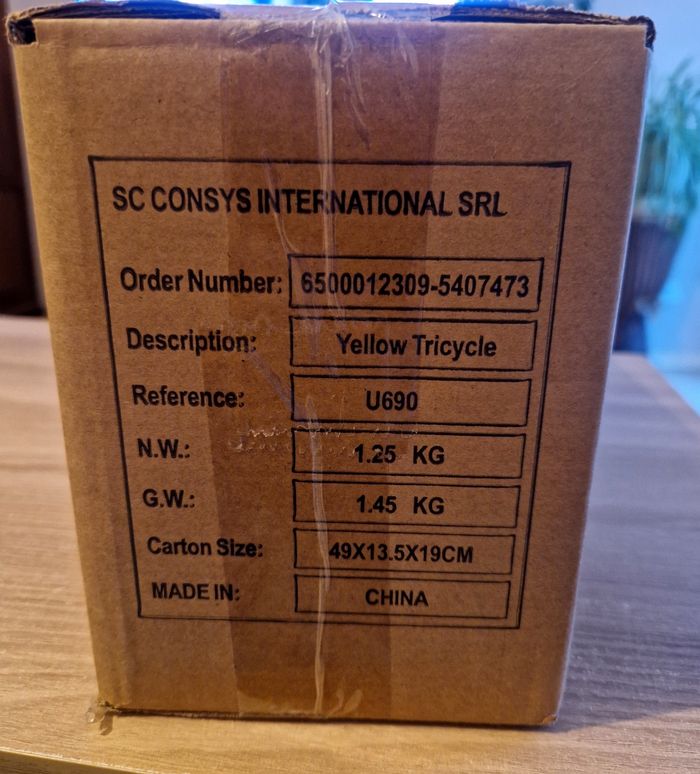 SC CONSYS INTERNATIONAL SRL
Order Number: 6500012309-5407473
Description: Yellow Tricycle
Reference: U690
N.W.: 1.25 KG
G.W.: 1.45 KG
Carton Size: 49X13.5X19CM
MADE IN: CHINA